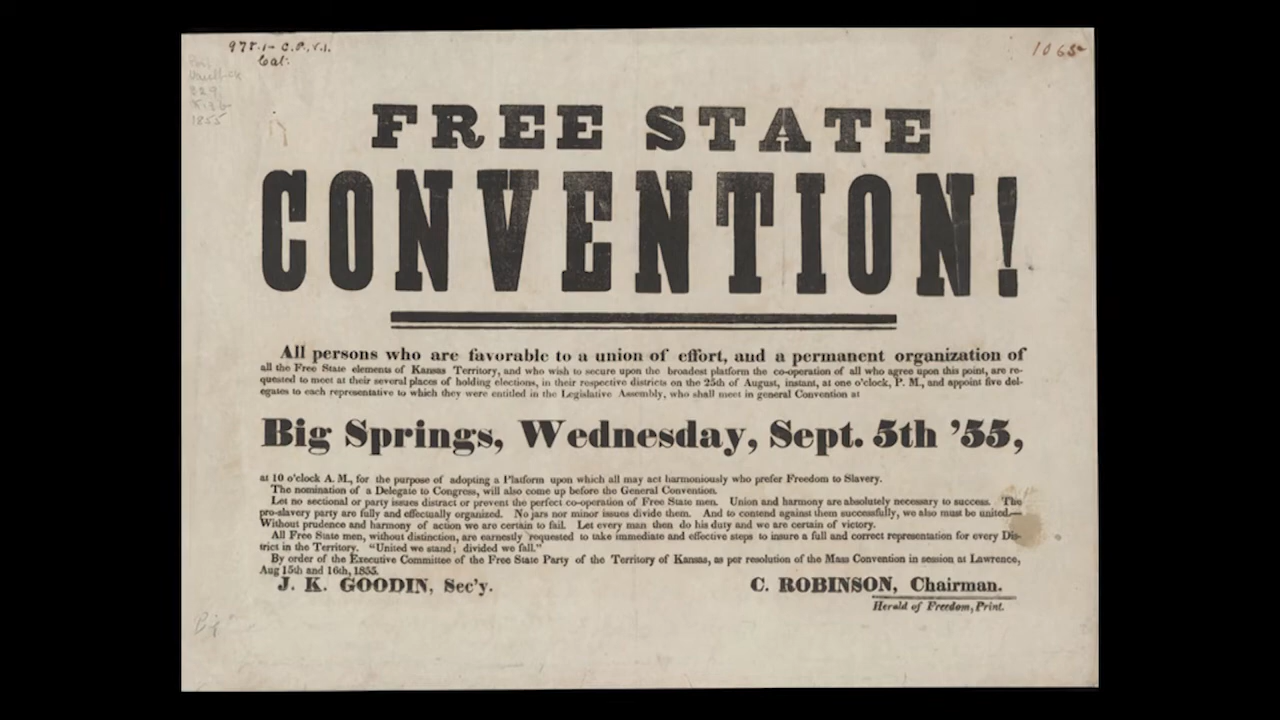 978.1- C.P., v.1.
Cat:
1065
1855
FREE STATE
CONVENTION!
All persons who are favorable to a union of effort, and a permanent organization of
all the Free State elements of Kansas Territory, and who wish to secure upon the broadest platform the co-operation of all who agree upon this point, are re-
quested to meet at their several places of holding elections, in their respective districts on the 25th of August, instant, at one o'clock, P. M., and appoint five del-
egates to each representative to which they were entitled in the Legislative Assembly, who shall meet in general Convention at
Big Springs, Wednesday, Sept. 5th '55,
at 10 o'clock A. M., for the purpose of adopting a Platform upon which all may act harmoniously who prefer Freedom to Slavery.
The nomination of a Delegate to Congress, will also come up before the General Convention.
Let no sectional or party issues distract or prevent the perfect co-operation of Free State men. Union and harmony are absolutely necessary to success. The
pro-slavery party are fully and effectually organized. No jars nor minor issues divide them. And to contend against them successfully, we also must be united.—
Without prudence and harmony of action we are certain to fail. Let every man then do his duty and we are certain of victory.
All Free State men, without distinction, are earnestly requested to take immediate and effective steps to insure a full and correct representation for every Dis-
trict in the Territory. "United we stand; divided we fall."
By order of the Executive Committee of the Free State Party of the Territory of Kansas, as per resolution of the Mass Convention in session at Lawrence,
Aug 15th and 16th, 1855.
J. K. GOODIN, Sec'y.
C. ROBINSON, Chairman.
Herald of Freedom, Print.